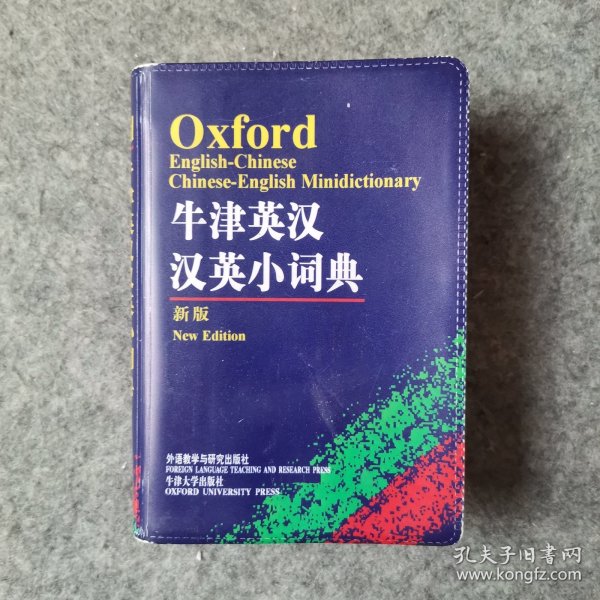 Oxford
English-Chinese
Chinese-English Minidictionary
牛津英汉
汉英小词典
新版
New Edition
外语教学与研究出版社
FOREIGN LANGUAGE TEACHING AND RESEARCH PRESS
牛津大学出版社
OXFORD UNIVERSITY PRESS
孔夫子旧书网
www.kongfz.com